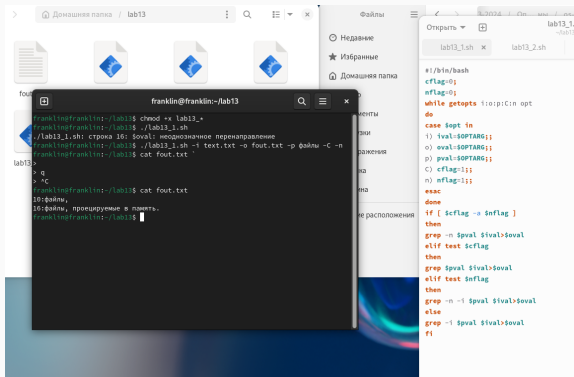 Домашняя папка / lab13
Файлы
Недавние
Избранные
Домашняя папка
franklin@franklin:~/lab13
franklin@franklin:~/lab13$ chmod +x lab13_*
franklin@franklin:~/lab13$ ./lab13_1.sh
./lab13_1.sh: строка 16: $oval: неоднозначное перенаправление
franklin@franklin:~/lab13$ ./lab13_1.sh -i text.txt -o fout.txt -p файлы -C -n
franklin@franklin:~/lab13$ cat fout.txt `
>
> q
> ^C
franklin@franklin:~/lab13$ cat fout.txt
10:файлы,
16:файлы, проецируемые в память.
franklin@franklin:~/lab13$
Открыть
lab13_1.
~/lab13
lab13_1.sh
lab13_2.sh
#!/bin/bash
cflag=0;
nflag=0;
while getopts i:o:p:C:n opt
do
case $opt in
i) ival=$OPTARG;;
o) oval=$OPTARG;;
p) pval=$OPTARG;;
C) cflag=1;;
n) nflag=1;;
esac
done
if [ $cflag -a $nflag ]
then
grep -n $pval $ival>$oval
elif test $cflag
then
grep $pval $ival>$oval
elif test $nflag
then
grep -n -i $pval $ival>$oval
else
grep -i $pval $ival>$oval
fi